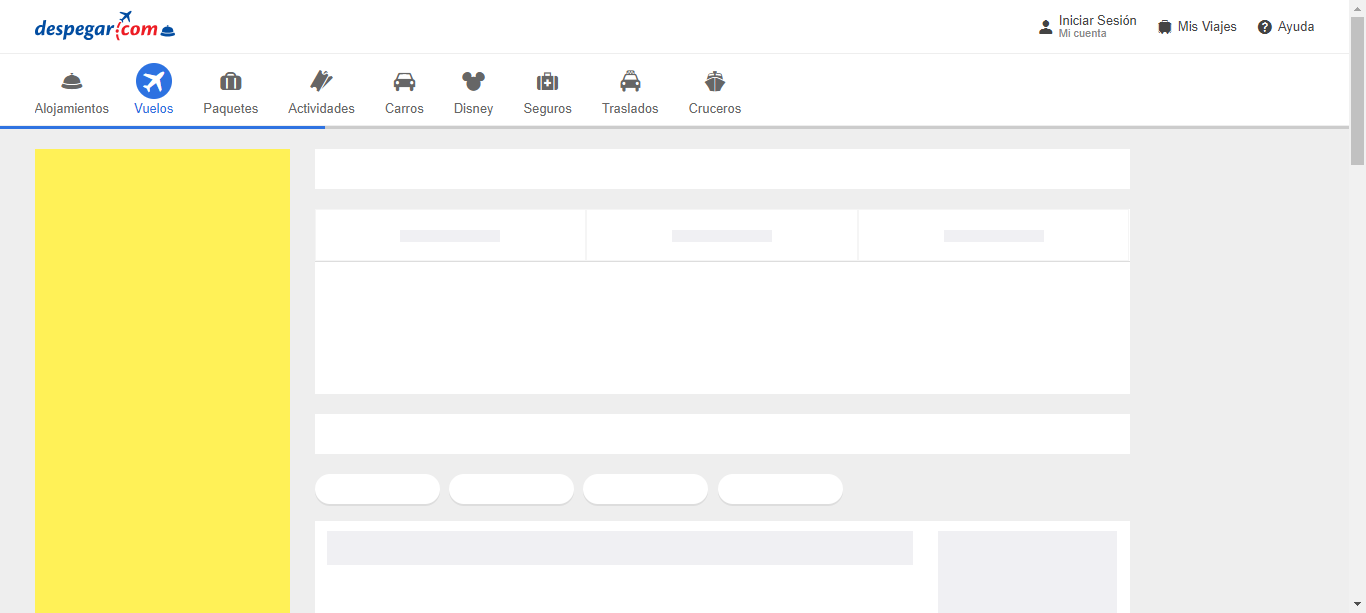 despegar.com
Iniciar Sesión
Mi cuenta
Mis Viajes
? Ayuda
Alojamientos
Vuelos
Paquetes
Actividades
Carros
Disney
Seguros
Traslados
Cruceros